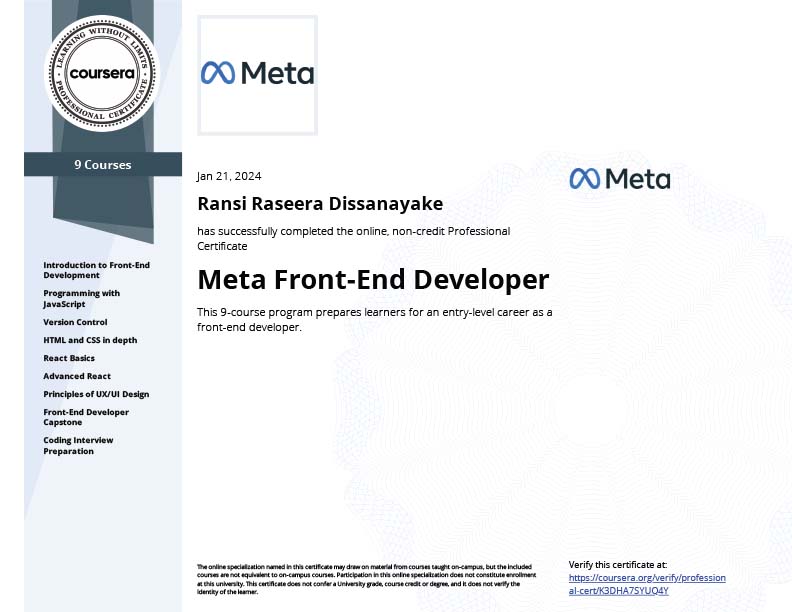 LEARNING WITHOUT LIMITS
coursera
PROFESSIONAL CERTIFICATE
9 Courses
Introduction to Front-End
Development
Programming with
JavaScript
Version Control
HTML and CSS in depth
React Basics
Advanced React
Principles of UX/UI Design
Front-End Developer
Capstone
Coding Interview
Preparation
Meta
Jan 21, 2024
Ransi Raseera Dissanayake
has successfully completed the online, non-credit Professional
Certificate
Meta Front-End Developer
This 9-course program prepares learners for an entry-level career as a
front-end developer.
Meta
The online specialization named in this certificate may draw on material from courses taught on-campus, but the included
courses are not equivalent to on-campus courses. Participation in this online specialization does not constitute enrollment
at this university. This certificate does not confer a University grade, course credit or degree, and it does not verify the
identity of the learner.
Verify this certificate at:
https://coursera.org/verify/profession
al-cert/K3DHA7SYUQ4Y